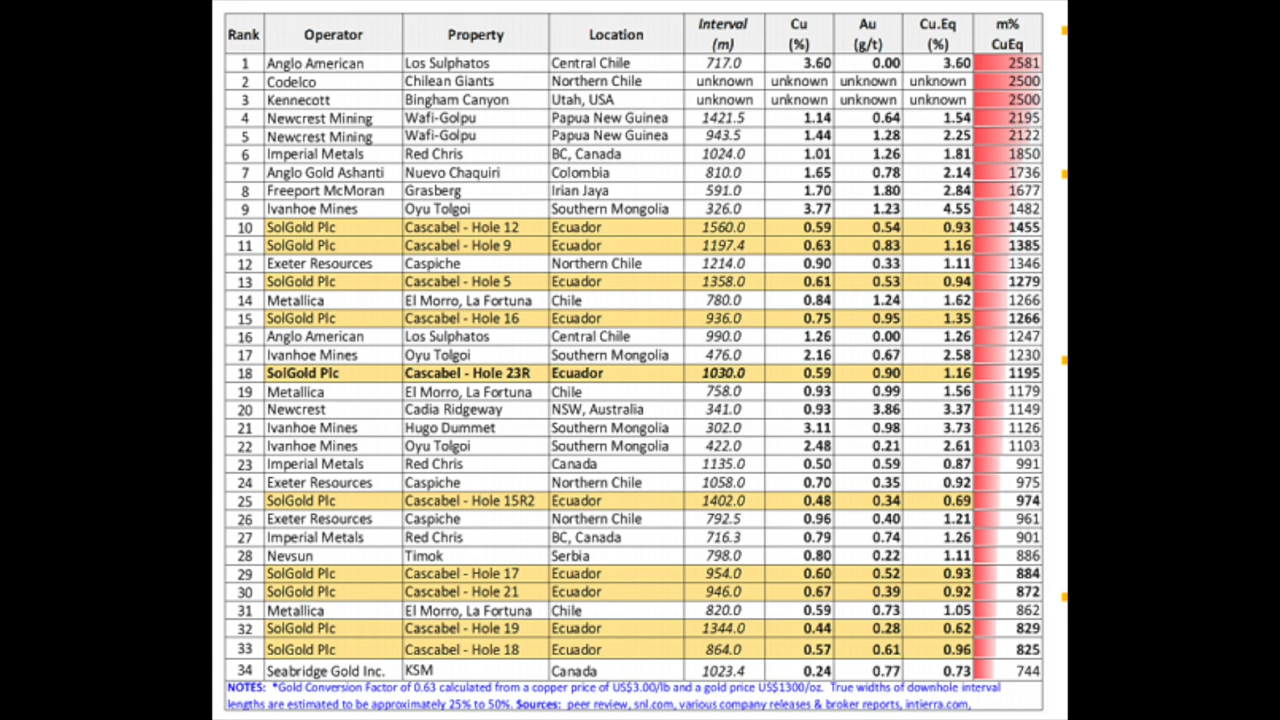 Rank Operator Property Location Interval (m) Cu (%) Au (g/t) Cu.Eq (%) m% CuEq
1 Anglo American Los Sulphatos Central Chile 717.0 3.60 0.00 3.60 2581
2 Codelco Chilean Giants Northern Chile unknown unknown unknown unknown 2500
3 Kennecott Bingham Canyon Utah, USA unknown unknown unknown unknown 2500
4 Newcrest Mining Wafi-Golpu Papua New Guinea 1421.5 1.14 0.64 1.54 2195
5 Newcrest Mining Wafi-Golpu Papua New Guinea 943.5 1.44 1.28 2.25 2122
6 Imperial Metals Red Chris BC, Canada 1024.0 1.01 1.26 1.81 1850
7 Anglo Gold Ashanti Nuevo Chaquiri Colombia 810.0 1.65 0.78 2.14 1736
8 Freeport McMoran Grasberg Irian Jaya 591.0 1.70 1.80 2.84 1677
9 Ivanhoe Mines Oyu Tolgoi Southern Mongolia 326.0 3.77 1.23 4.55 1482
10 SolGold Plc Cascabel - Hole 12 Ecuador 1560.0 0.59 0.54 0.93 1455
11 SolGold Plc Cascabel - Hole 9 Ecuador 1197.4 0.63 0.83 1.16 1385
12 Exeter Resources Caspiche Northern Chile 1214.0 0.90 0.33 1.11 1346
13 SolGold Plc Cascabel - Hole 5 Ecuador 1358.0 0.61 0.53 0.94 1279
14 Metallica El Morro, La Fortuna Chile 780.0 0.84 1.24 1.62 1266
15 SolGold Plc Cascabel - Hole 16 Ecuador 936.0 0.75 0.95 1.35 1266
16 Anglo American Los Sulphatos Central Chile 990.0 1.26 0.00 1.26 1247
17 Ivanhoe Mines Oyu Tolgoi Southern Mongolia 476.0 2.16 0.67 2.58 1230
18 SolGold Plc Cascabel - Hole 23R Ecuador 1030.0 0.59 0.90 1.16 1195
19 Metallica El Morro, La Fortuna Chile 758.0 0.93 0.99 1.56 1179
20 Newcrest Cadia Ridgeway NSW, Australia 341.0 0.93 3.86 3.37 1149
21 Ivanhoe Mines Hugo Dummet Southern Mongolia 302.0 3.11 0.98 3.73 1126
22 Ivanhoe Mines Oyu Tolgoi Southern Mongolia 422.0 2.48 0.21 2.61 1103
23 Imperial Metals Red Chris Canada 1135.0 0.50 0.59 0.87 991
24 Exeter Resources Caspiche Northern Chile 1058.0 0.70 0.35 0.92 975
25 SolGold Plc Cascabel - Hole 15R2 Ecuador 1402.0 0.48 0.34 0.69 974
26 Exeter Resources Caspiche Northern Chile 792.5 0.96 0.40 1.21 961
27 Imperial Metals Red Chris BC, Canada 716.3 0.79 0.74 1.26 901
28 Nevsun Timok Serbia 798.0 0.80 0.22 1.11 886
29 SolGold Plc Cascabel - Hole 17 Ecuador 954.0 0.60 0.52 0.93 884
30 SolGold Plc Cascabel - Hole 21 Ecuador 946.0 0.67 0.39 0.92 872
31 Metallica El Morro, La Fortuna Chile 820.0 0.59 0.73 1.05 862
32 SolGold Plc Cascabel - Hole 19 Ecuador 1344.0 0.44 0.28 0.62 829
33 SolGold Plc Cascabel - Hole 18 Ecuador 864.0 0.57 0.61 0.96 825
34 Seabridge Gold Inc. KSM Canada 1023.4 0.24 0.77 0.73 744
NOTES: *Gold Conversion Factor of 0.63 calculated from a copper price of US$3.00/lb and a gold price US$1300/oz. True widths of downhole interval
lengths are estimated to be approximately 25% to 50%. Sources: peer review, snl.com, various company releases & broker reports, intierra.com,